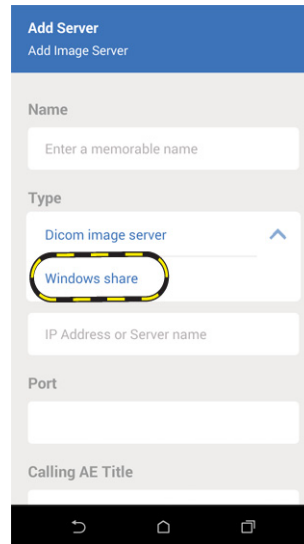 Add Server
Add Image Server
Name
Enter a memorable name
Type
Dicom image server
Windows share
IP Address or Server name
Port
Calling AE Title